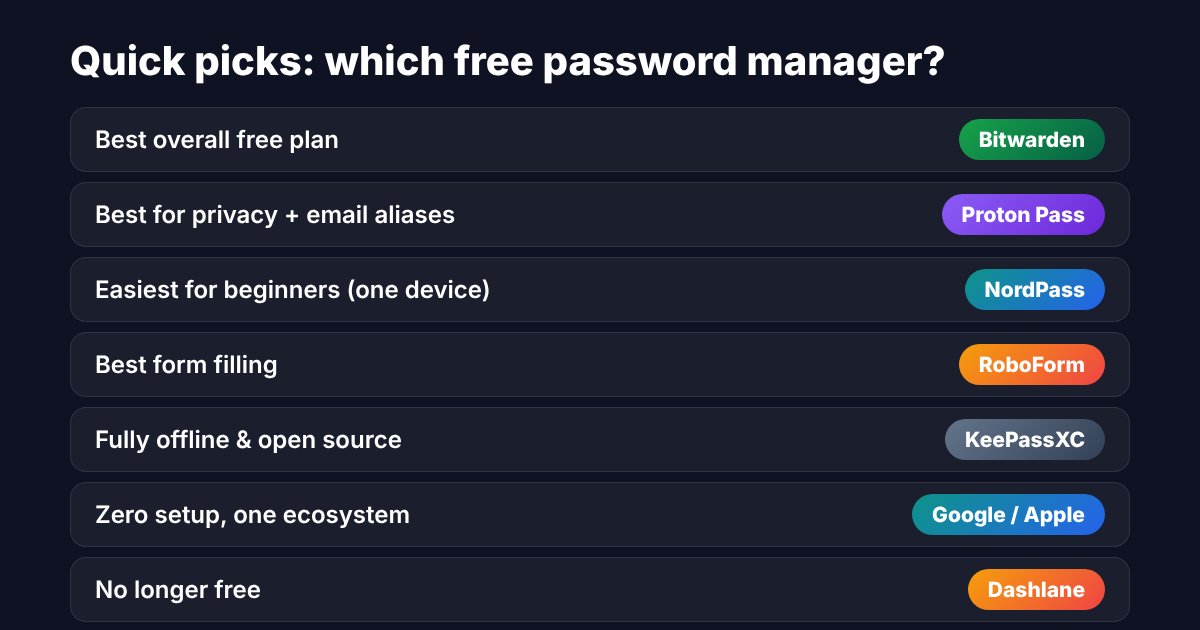 Quick picks: which free password manager?
Best overall free plan Bitwarden
Best for privacy + email aliases Proton Pass
Easiest for beginners (one device) NordPass
Best form filling RoboForm
Fully offline & open source KeePassXC
Zero setup, one ecosystem Google / Apple
No longer free Dashlane